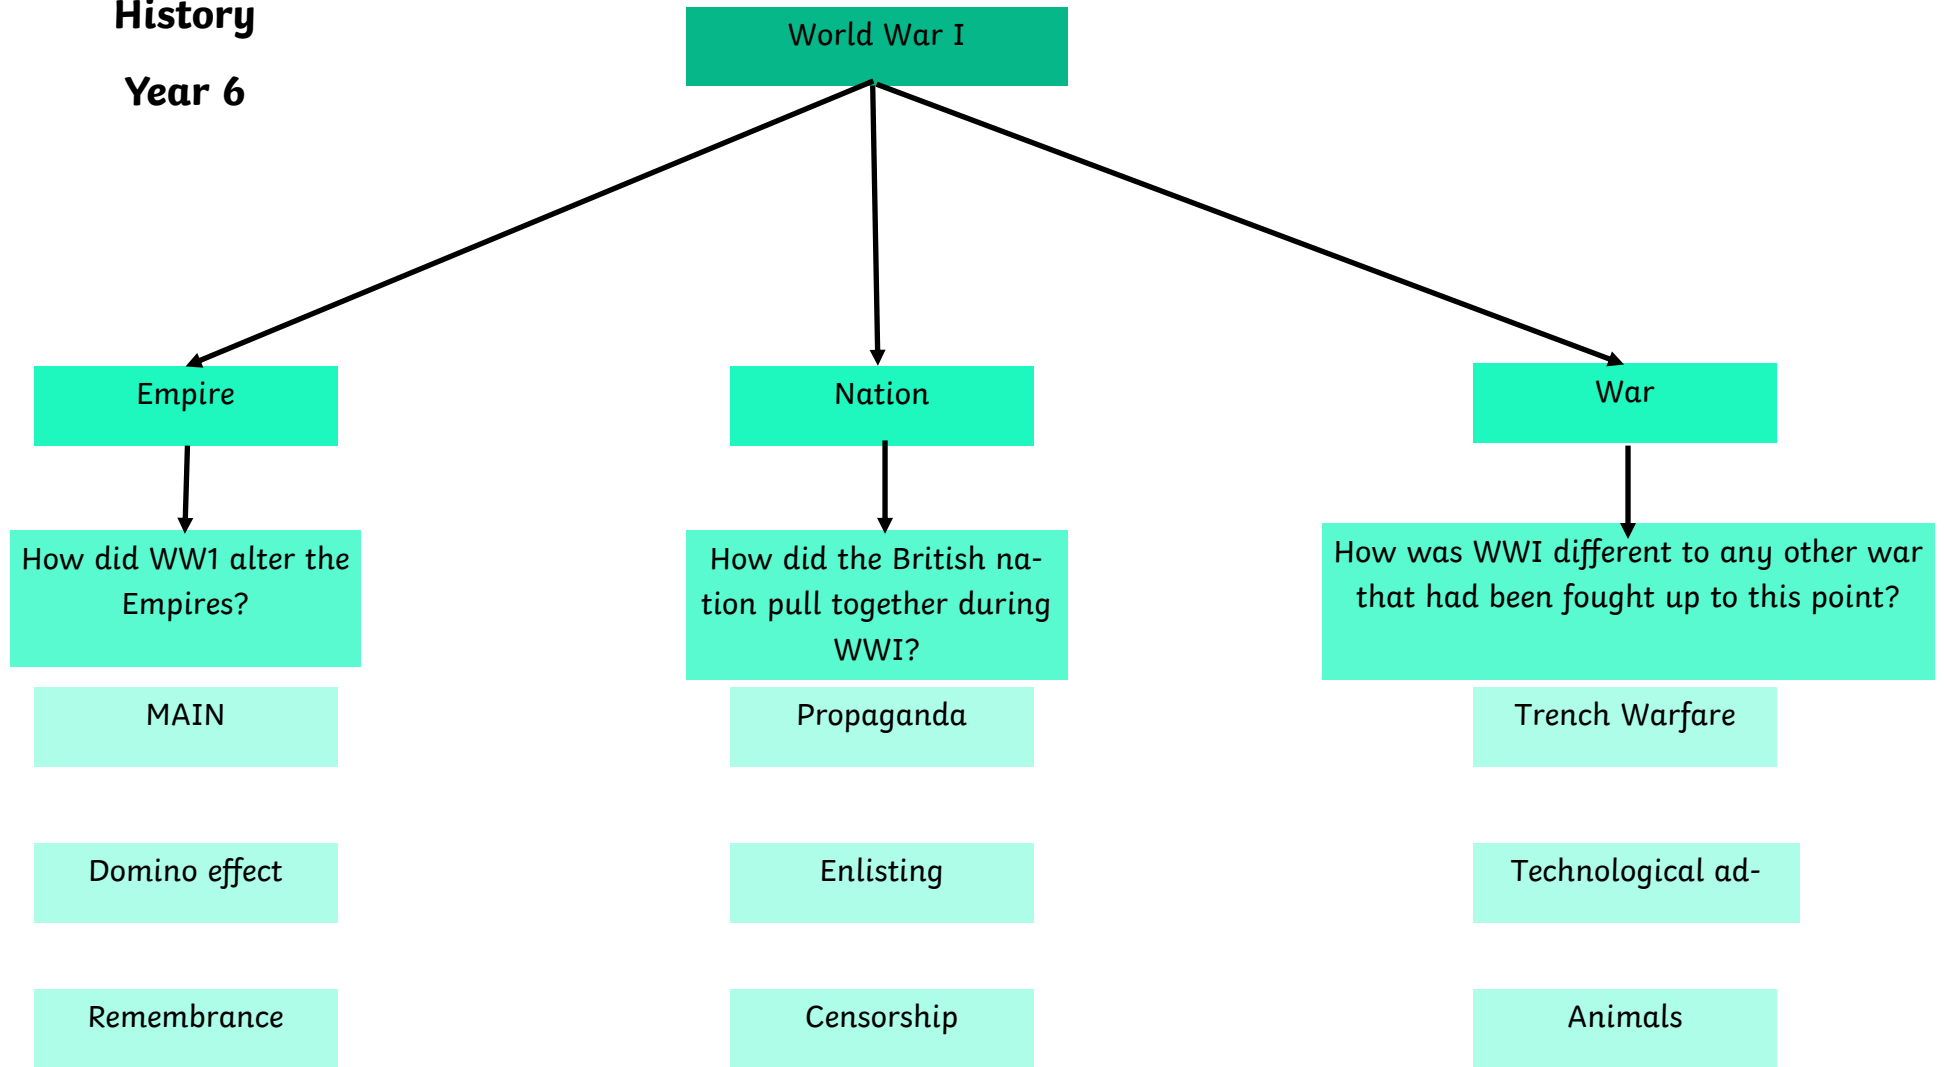 History
Year 6
World War I
Empire
Nation
War
How did WW1 alter the
Empires?
How did the British na-
tion pull together during
WWI?
How was WWI different to any other war
that had been fought up to this point?
MAIN
Propaganda
Trench Warfare
Domino effect
Enlisting
Technological ad-
Remembrance
Censorship
Animals